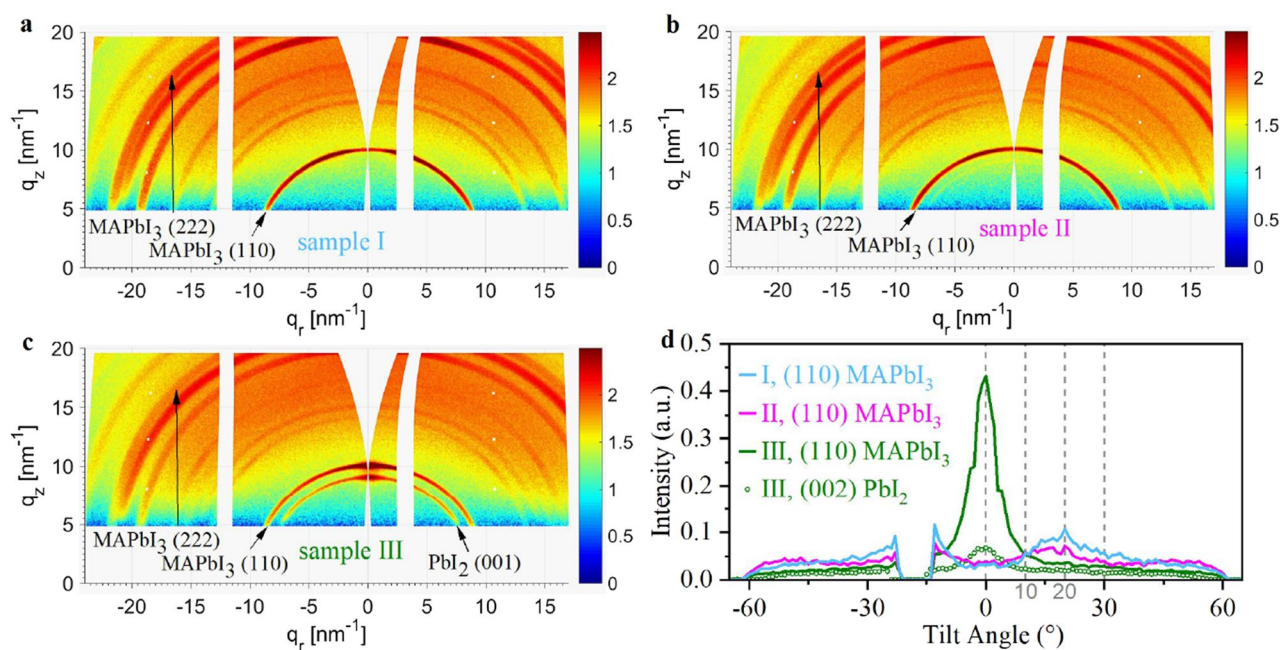 a
20
15
10
5
0
q_z [nm⁻¹]
MAPbI₃ (222)
MAPbI₃ (110)
sample I
-20 -15 -10 -5 0 5 10 15
q_r [nm⁻¹]
2
1.5
1
0.5
0
b
20
15
10
5
0
q_z [nm⁻¹]
MAPbI₃ (222)
MAPbI₃ (110)
sample II
-20 -15 -10 -5 0 5 10 15
q_r [nm⁻¹]
2
1.5
1
0.5
0
c
20
15
10
5
0
q_z [nm⁻¹]
MAPbI₃ (222)
MAPbI₃ (110)
sample III
PbI₂ (001)
-20 -15 -10 -5 0 5 10 15
q_r [nm⁻¹]
2
1.5
1
0.5
0
d
0.5
0.4
0.3
0.2
0.1
0.0
Intensity (a.u.)
I, (110) MAPbI₃
II, (110) MAPbI₃
III, (110) MAPbI₃
III, (002) PbI₂
10 20
-60 -30 0 30 60
Tilt Angle (°)